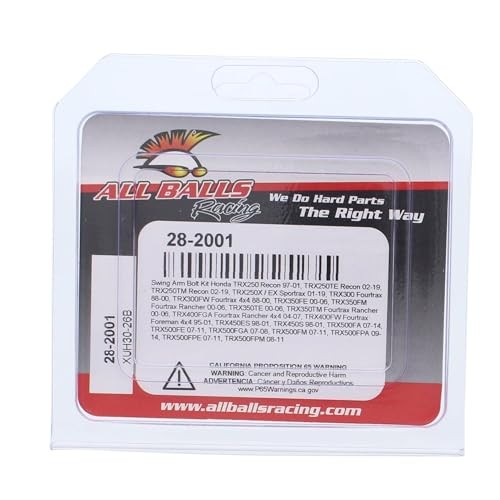 ALL BALLS
Racing
We Do Hard Parts
The Right Way
28-2001
Swing Arm Bolt Kit Honda TRX250 Recon 97-01, TRX250TE Recon 02-19,
TRX250TM Recon 02-19, TRX250X / EX Sportrax 01-19, TRX300 Fourtrax
88-00, TRX300FW Fourtrax 4x4 88-00, TRX350FE 00-06, TRX350FM
Fourtrax Rancher 00-06, TRX350TE 00-06, TRX350TM Fourtrax Rancher
00-06, TRX400FGA Fourtrax Rancher 4x4 04-07, TRX400FW Fourtrax
Foreman 4x4 95-01, TRX450ES 98-01, TRX450S 98-01, TRX500FA 07-14,
TRX500FE 07-11, TRX500FGA 07-08, TRX500FM 07-11, TRX500FPA 09-
14, TRX500FPE 07-11, TRX500FPM 08-11
CALIFORNIA PROPOSITION 65 WARNING
WARNING: Cancer and Reproductive Harm
ADVERTENCIA: Cáncer y Daños Reproductivos
www.P65Warnings.ca.gov
28-2001
XUH30-26B
www.allballsracing.com